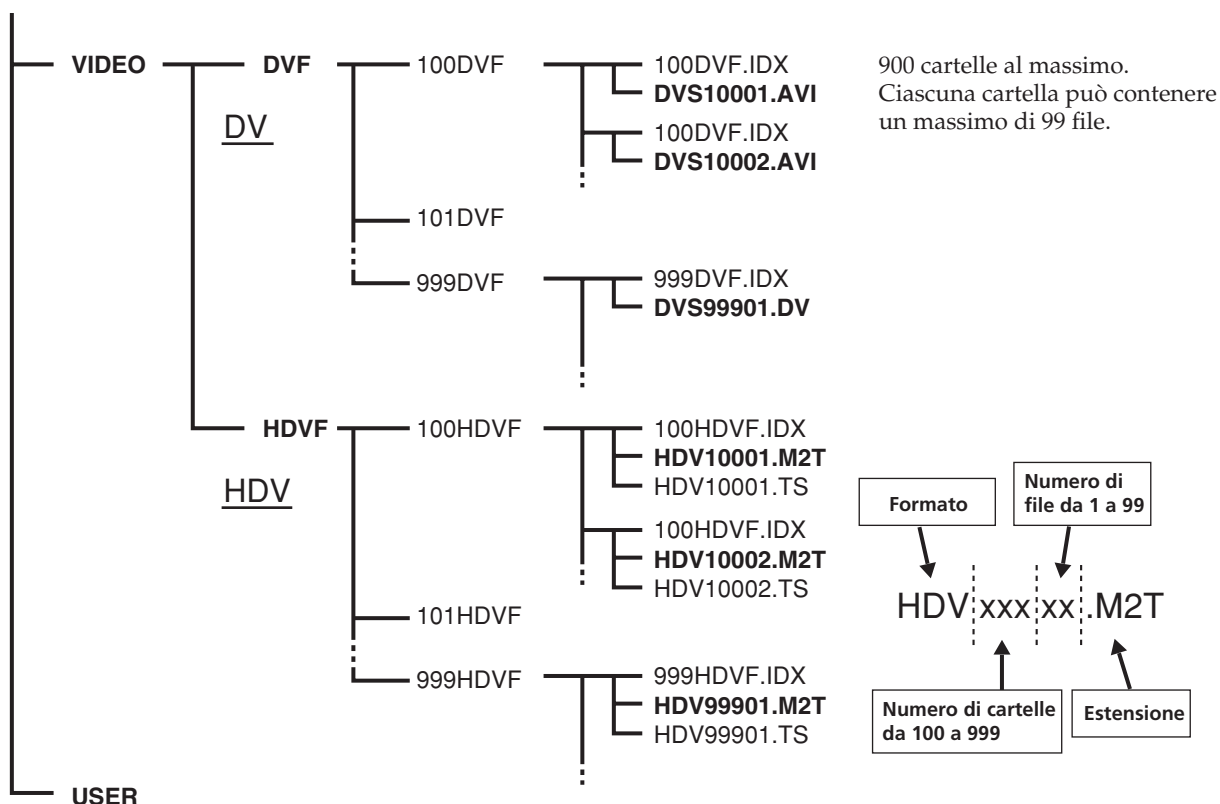 VIDEO
DVF
DV
100DVF
100DVF.IDX
DVS10001.AVI
100DVF.IDX
DVS10002.AVI
900 cartelle al massimo.
Ciascuna cartella può contenere
un massimo di 99 file.
101DVF
999DVF
999DVF.IDX
DVS99901.DV
HDVF
HDV
100HDVF
100HDVF.IDX
HDV10001.M2T
HDV10001.TS
100HDVF.IDX
HDV10002.M2T
HDV10002.TS
101HDVF
999HDVF
999HDVF.IDX
HDV99901.M2T
HDV99901.TS
Formato
Numero di
file da 1 a 99
HDV xxx xx .M2T
Numero di cartelle
da 100 a 999
Estensione
USER